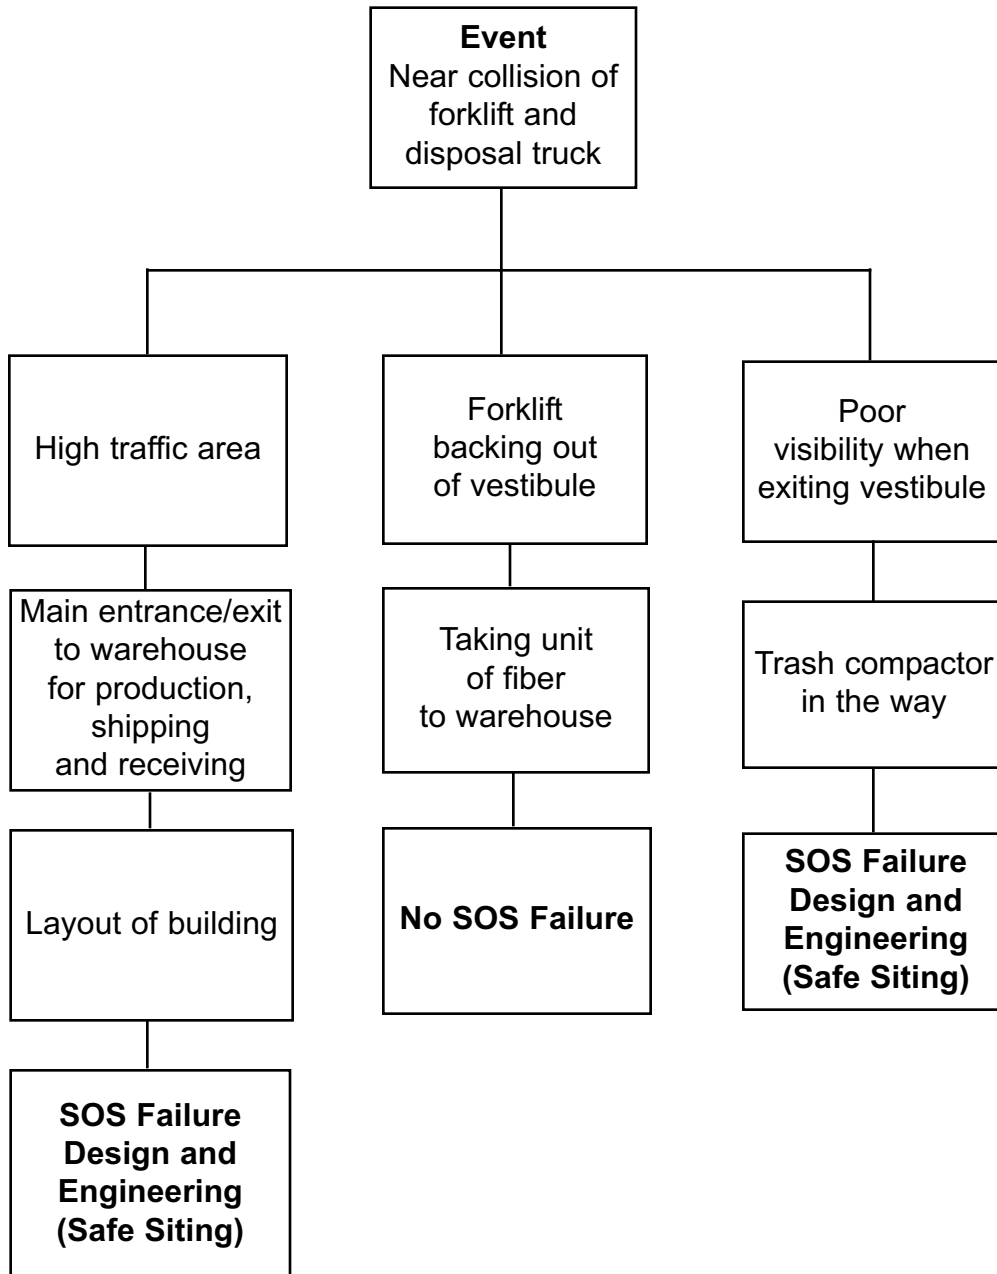 Event
Near collision of
forklift and
disposal truck
High traffic area
Forklift
backing out
of vestibule
Poor
visibility when
exiting vestibule
Main entrance/exit
to warehouse
for production,
shipping
and receiving
Taking unit
of fiber
to warehouse
Trash compactor
in the way
Layout of building
No SOS Failure
SOS Failure
Design and
Engineering
(Safe Siting)
SOS Failure
Design and
Engineering
(Safe Siting)